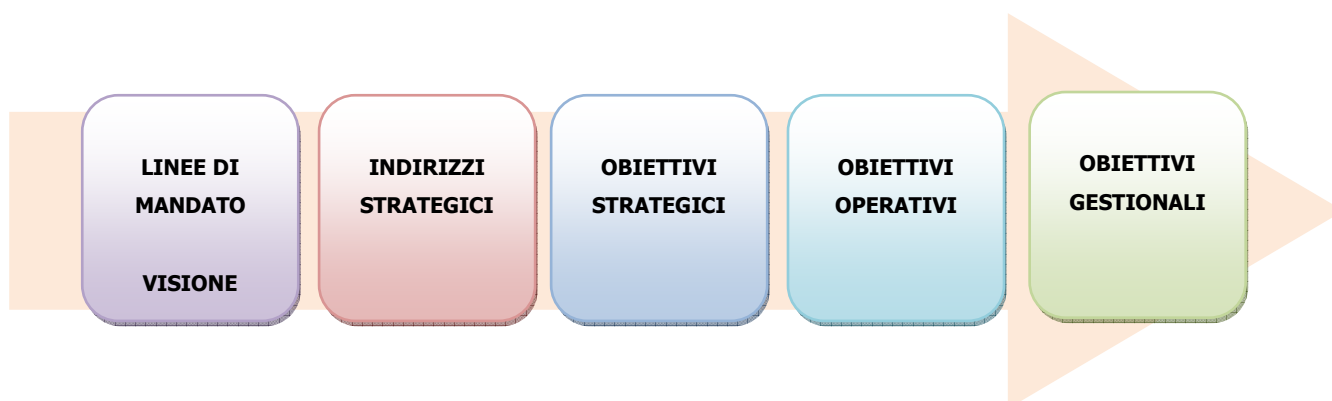 LINEE DI
MANDATO
VISIONE
INDIRIZZI
STRATEGICI
OBIETTIVI
STRATEGICI
OBIETTIVI
OPERATIVI
OBIETTIVI
GESTIONALI